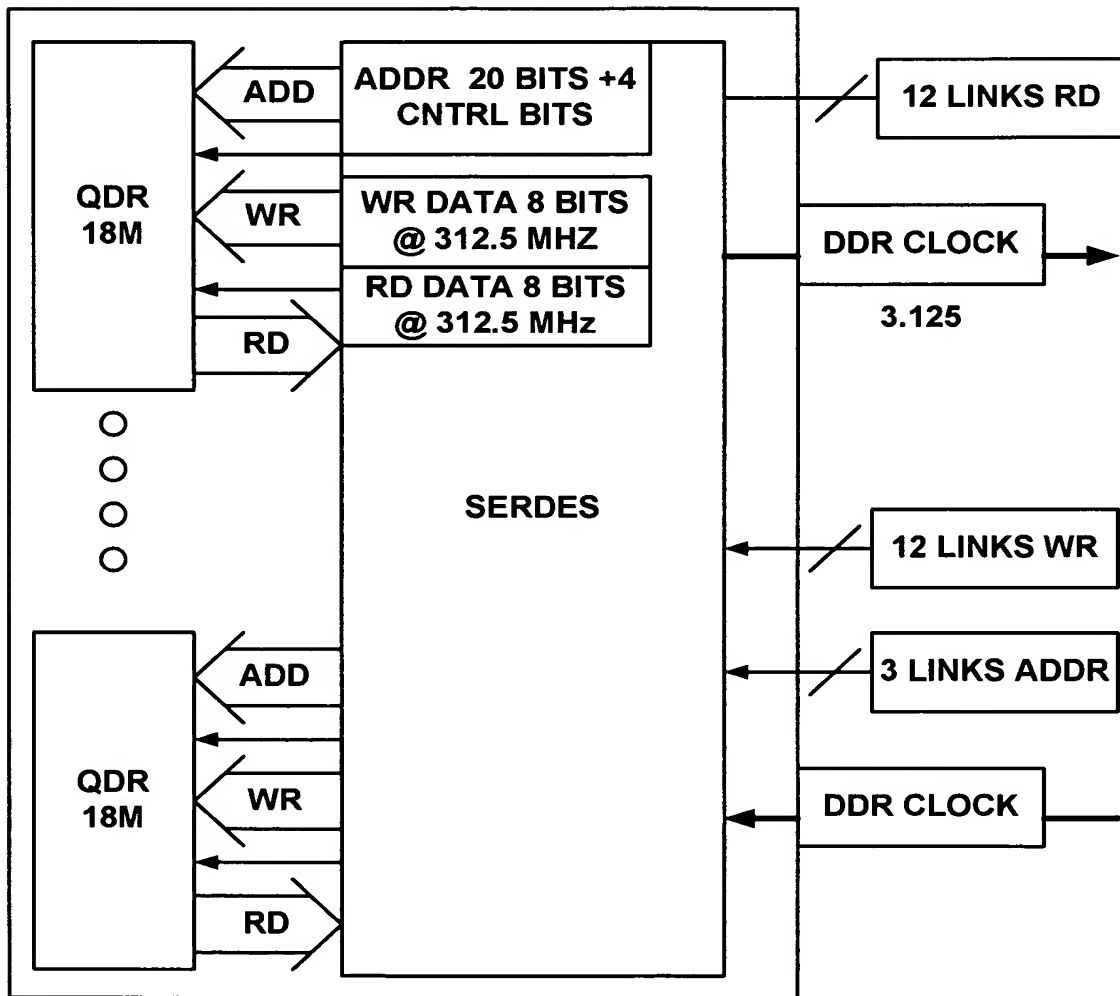 ADD
ADDR 20 BITS +4
CNTRL BITS
12 LINKS RD
QDR
18M
WR
WR DATA 8 BITS
@ 312.5 MHZ
DDR CLOCK
3.125
RD DATA 8 BITS
@ 312.5 MHz
RD
SERDES
12 LINKS WR
3 LINKS ADDR
ADD
QDR
18M
WR
DDR CLOCK
RD